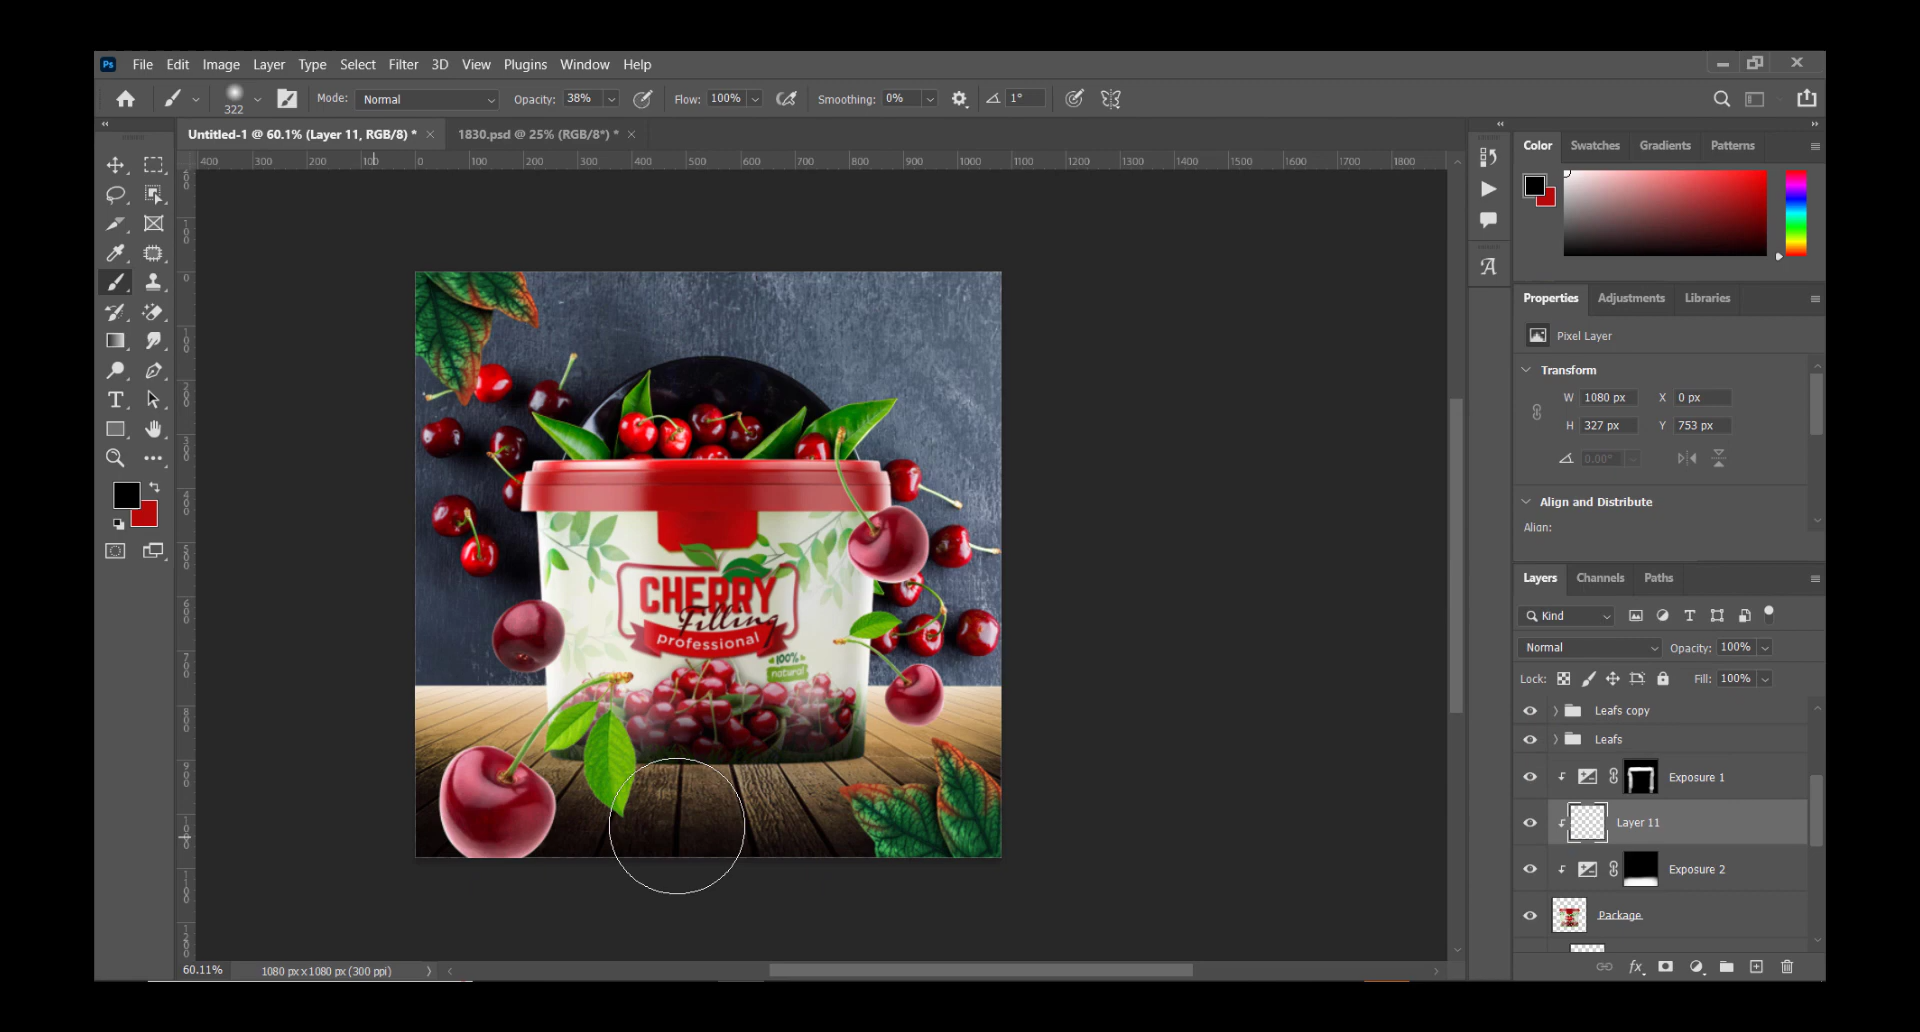 Ps File Edit Image Layer Type Select Filter 3D View Plugins Window Help
322 Mode: Normal Opacity: 38% Flow: 100% Smoothing: 0% 1°
Untitled-1 @ 60.1% (Layer 11, RGB/8) * × 1830.psd @ 25% (RGB/8*) * ×
400 300 200 100 0 100 200 300 400 500 600 700 800 900 1000 1100 1200 1300 1400 1500 1600 1700 1800
Color Swatches Gradients Patterns
Properties Adjustments Libraries
Pixel Layer
Transform
W 1080 px X 0 px
H 327 px Y 753 px
0.00°
Align and Distribute
Align:
CHERRY
Filling
professional
100%
natural
Layers Channels Paths
Kind
Normal Opacity: 100%
Lock: Fill: 100%
Leafs copy
Leafs
Exposure 1
Layer 11
Exposure 2
Package
fx
60.11% 1080 px x 1080 px (300 ppi)